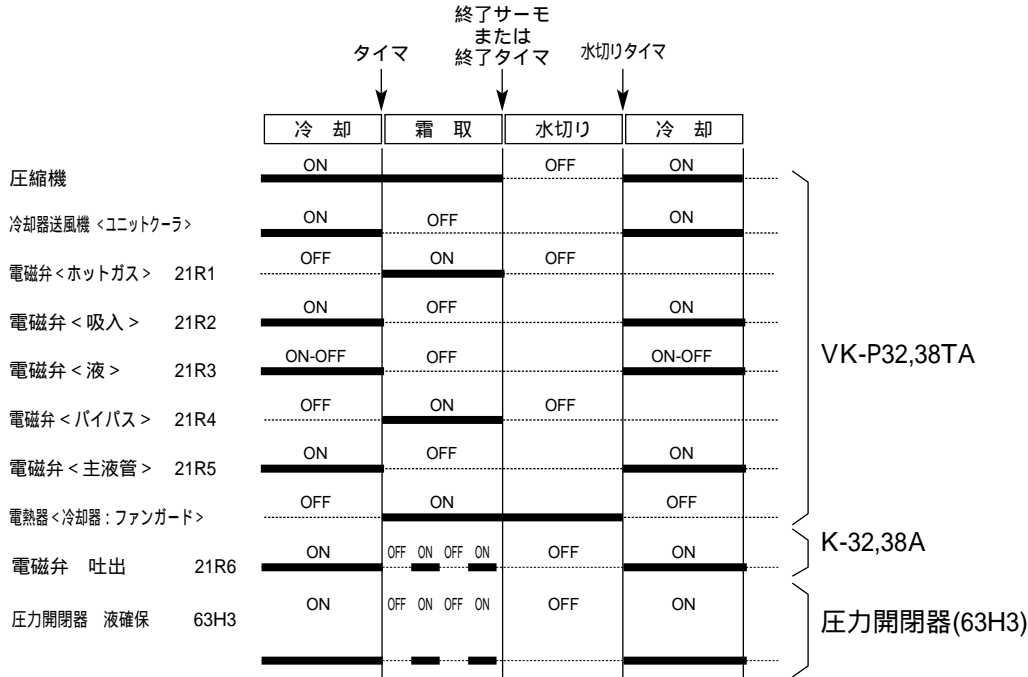 終了サーモ
または
終了タイマ
タイマ
水切りタイマ
冷 却 霜 取 水切り 冷 却
圧縮機 ON OFF ON
冷却器送風機<ユニットクーラ> ON OFF ON
電磁弁<ホットガス> 21R1 OFF ON OFF
電磁弁<吸入> 21R2 ON OFF ON
電磁弁<液> 21R3 ON-OFF OFF ON-OFF
電磁弁<バイパス> 21R4 OFF ON OFF
電磁弁<主液管> 21R5 ON OFF ON
電熱器<冷却器:ファンガード> OFF ON OFF
VK-P32,38TA
電磁弁 吐出 21R6 ON OFF ON OFF ON OFF ON
K-32,38A
圧力開閉器 液確保 63H3 ON OFF ON OFF ON OFF ON
圧力開閉器(63H3)